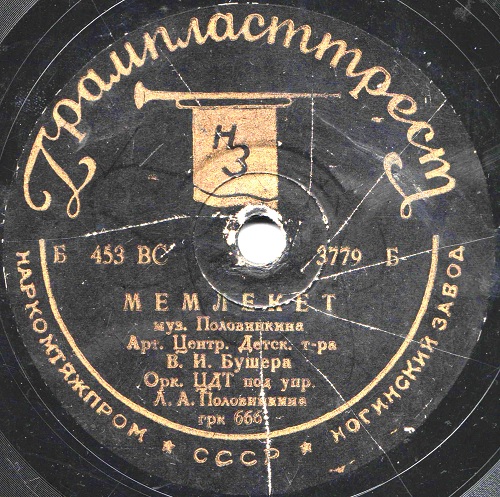 Грампласттрест
НЗ
Б 453 ВС 3779 Б
МЕМЛЕКЕТ
муз. Половинкина
Арт. Центр. Детск. т-ра
В. И. Бушера
Орк. ЦДТ под упр.
Л. А. Половинкина
грк 666
НАРКОМТЯЖПРОМ ★ СССР ★ НОГИНСКИЙ ЗАВОД